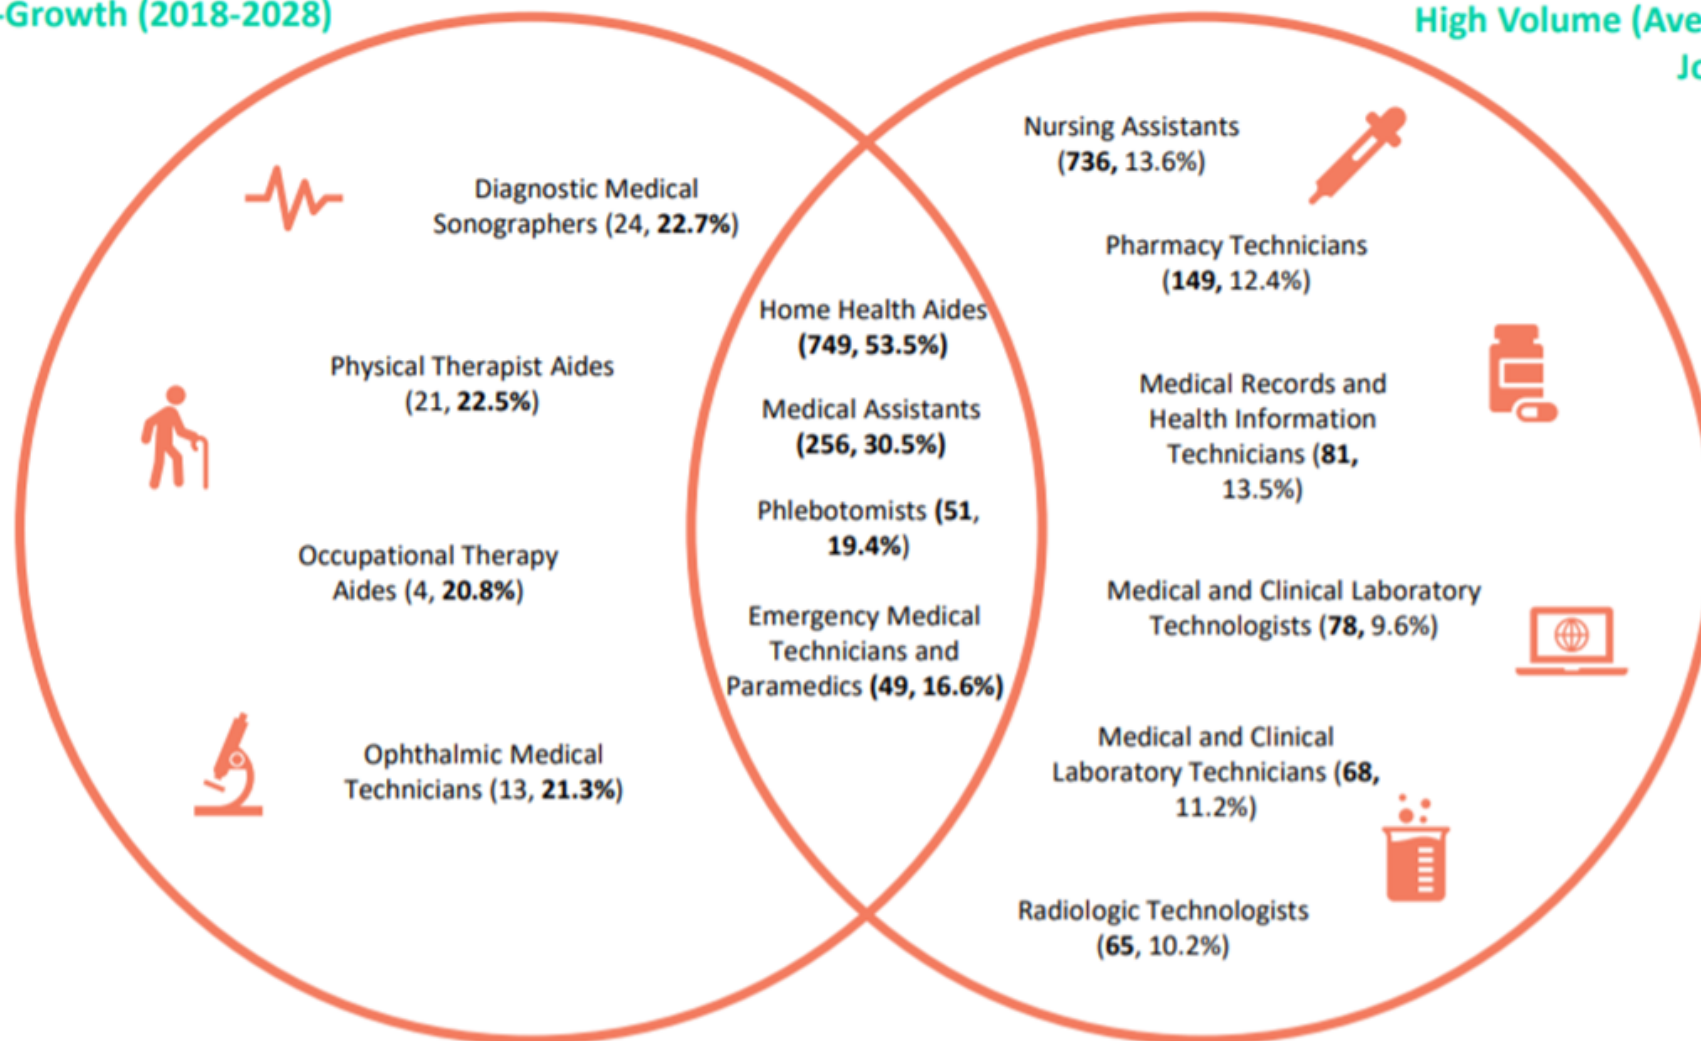 -Growth (2018-2028)
High Volume (Ave
Jo
Diagnostic Medical
Sonographers (24, 22.7%)
Physical Therapist Aides
(21, 22.5%)
Occupational Therapy
Aides (4, 20.8%)
Ophthalmic Medical
Technicians (13, 21.3%)
Home Health Aides
(749, 53.5%)
Medical Assistants
(256, 30.5%)
Phlebotomists (51,
19.4%)
Emergency Medical
Technicians and
Paramedics (49, 16.6%)
Nursing Assistants
(736, 13.6%)
Pharmacy Technicians
(149, 12.4%)
Medical Records and
Health Information
Technicians (81,
13.5%)
Medical and Clinical Laboratory
Technologists (78, 9.6%)
Medical and Clinical
Laboratory Technicians (68,
11.2%)
Radiologic Technologists
(65, 10.2%)